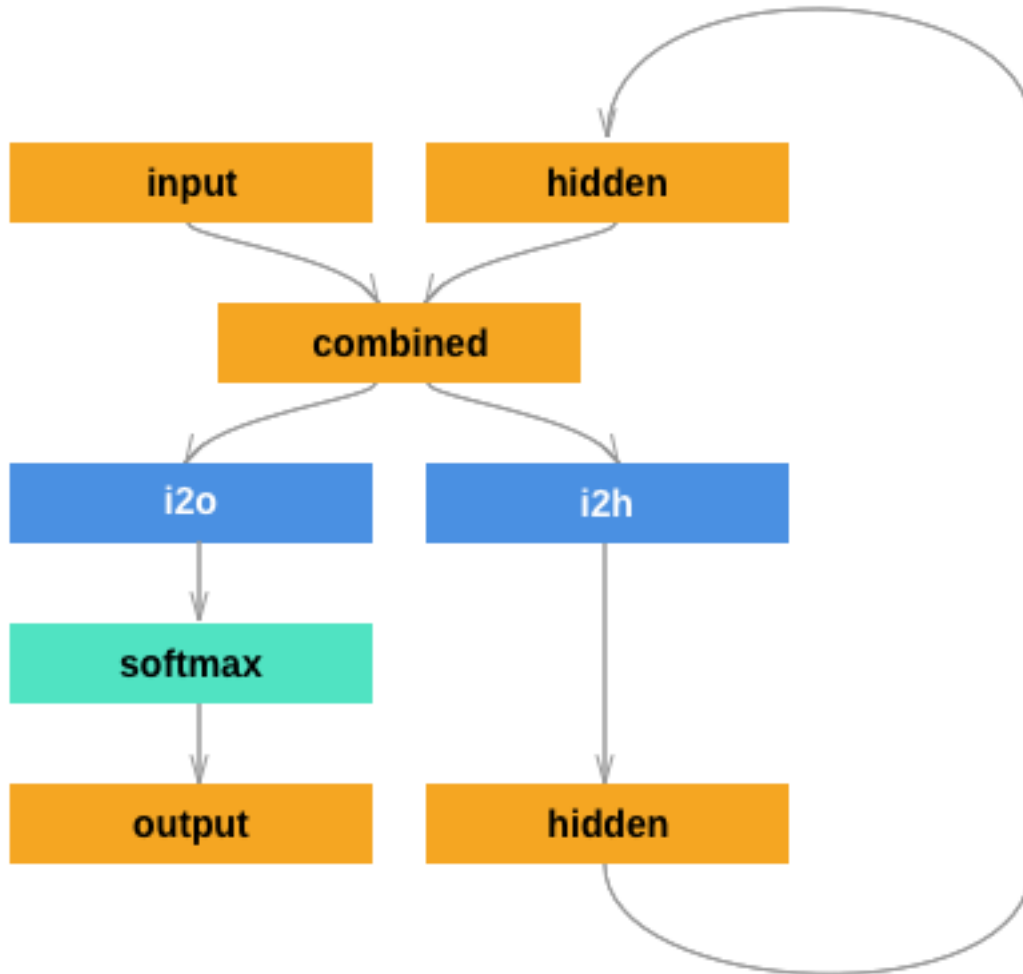 input
hidden
combined
i2o
i2h
softmax
output
hidden